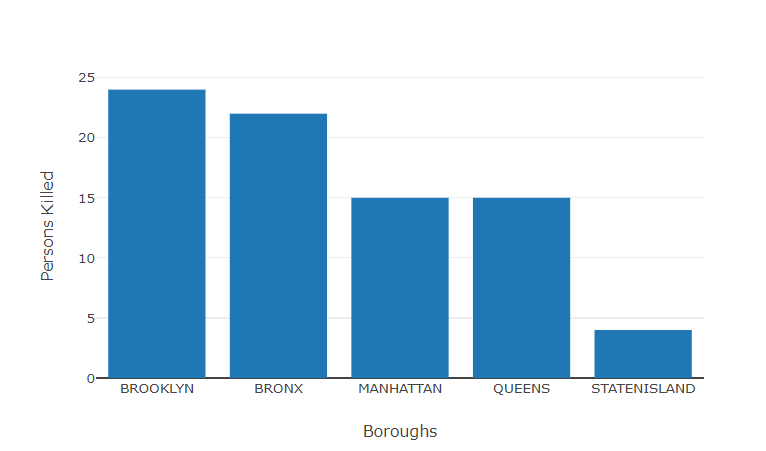 25
20
15
10
5
0
Persons Killed
BROOKLYN BRONX MANHATTAN QUEENS STATENISLAND
Boroughs